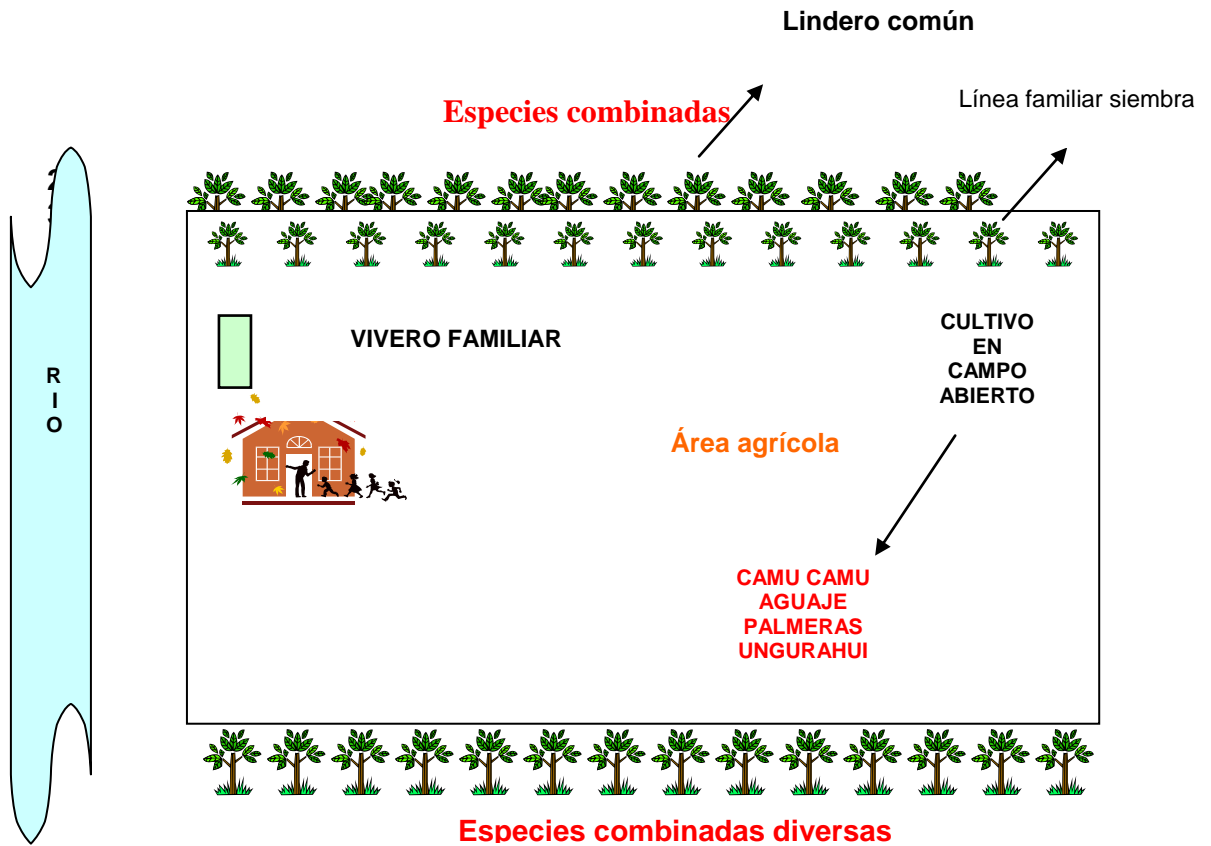 Lindero común
Línea familiar siembra
Especies combinadas
R
I
O
VIVERO FAMILIAR
CULTIVO
EN
CAMPO
ABIERTO
Área agrícola
CAMU CAMU
AGUAJE
PALMERAS
UNGURAHUI
Especies combinadas diversas